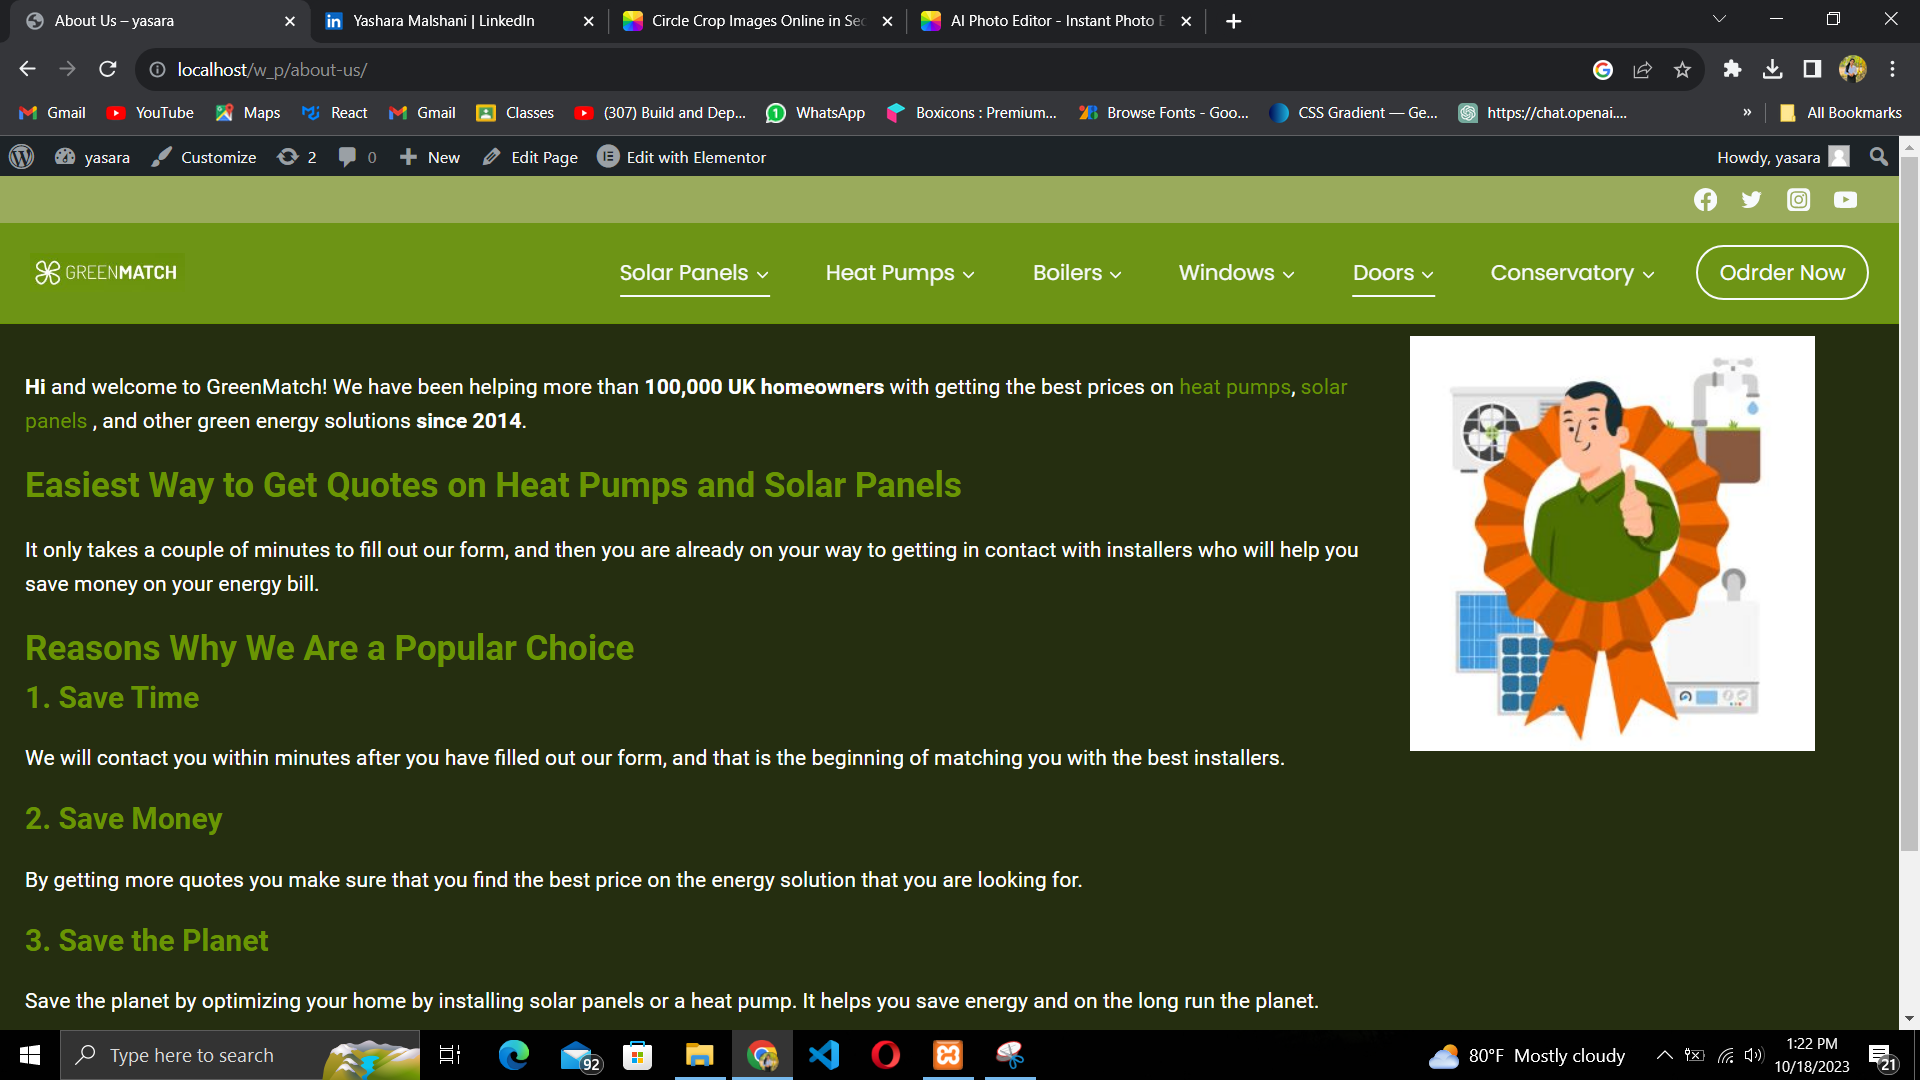 About Us – yasara
Yashara Malshani | LinkedIn
Circle Crop Images Online in Sec
AI Photo Editor - Instant Photo E
localhost/w_p/about-us/
Gmail YouTube Maps React Gmail Classes (307) Build and Dep... WhatsApp Boxicons : Premium... Browse Fonts - Goo... CSS Gradient — Ge... https://chat.openai.... » All Bookmarks
yasara Customize 2 0 New Edit Page Edit with Elementor Howdy, yasara
GREENMATCH Solar Panels Heat Pumps Boilers Windows Doors Conservatory Odrder Now
Hi and welcome to GreenMatch! We have been helping more than 100,000 UK homeowners with getting the best prices on heat pumps, solar
panels , and other green energy solutions since 2014.
Easiest Way to Get Quotes on Heat Pumps and Solar Panels
It only takes a couple of minutes to fill out our form, and then you are already on your way to getting in contact with installers who will help you
save money on your energy bill.
Reasons Why We Are a Popular Choice
1. Save Time
We will contact you within minutes after you have filled out our form, and that is the beginning of matching you with the best installers.
2. Save Money
By getting more quotes you make sure that you find the best price on the energy solution that you are looking for.
3. Save the Planet
Save the planet by optimizing your home by installing solar panels or a heat pump. It helps you save energy and on the long run the planet.
Type here to search
92
80°F Mostly cloudy
1:22 PM
10/18/2023
21